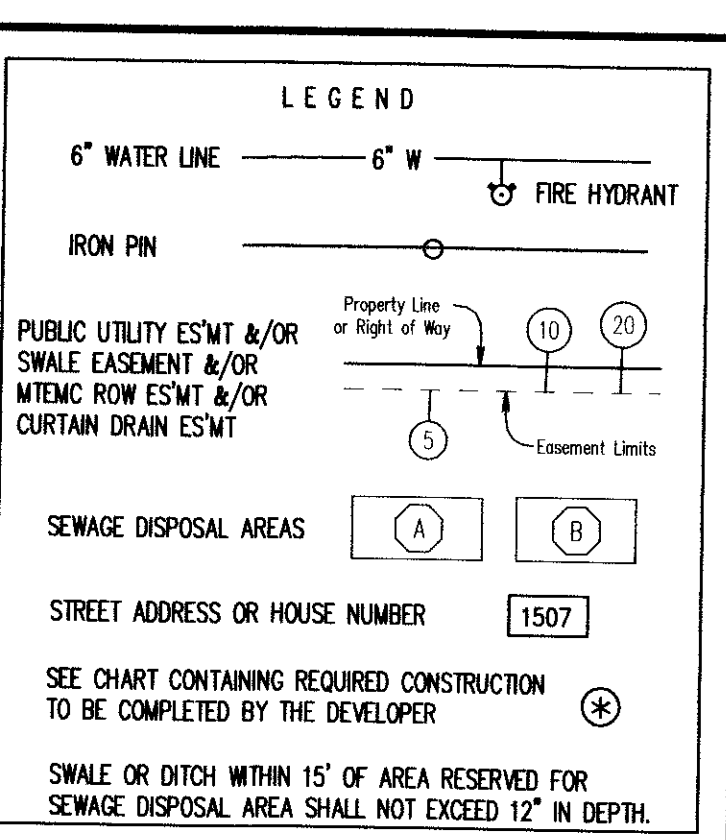 LEGEND
6" WATER LINE 6" W
FIRE HYDRANT
IRON PIN
PUBLIC UTILITY ES'MT &/OR
SWALE EASEMENT &/OR
MTEMC ROW ES'MT &/OR
CURTAIN DRAIN ES'MT
Property Line
or Right of Way
10 20
5
Easement Limits
SEWAGE DISPOSAL AREAS A B
STREET ADDRESS OR HOUSE NUMBER 1507
SEE CHART CONTAINING REQUIRED CONSTRUCTION
TO BE COMPLETED BY THE DEVELOPER *
SWALE OR DITCH WITHIN 15' OF AREA RESERVED FOR
SEWAGE DISPOSAL AREA SHALL NOT EXCEED 12" IN DEPTH.